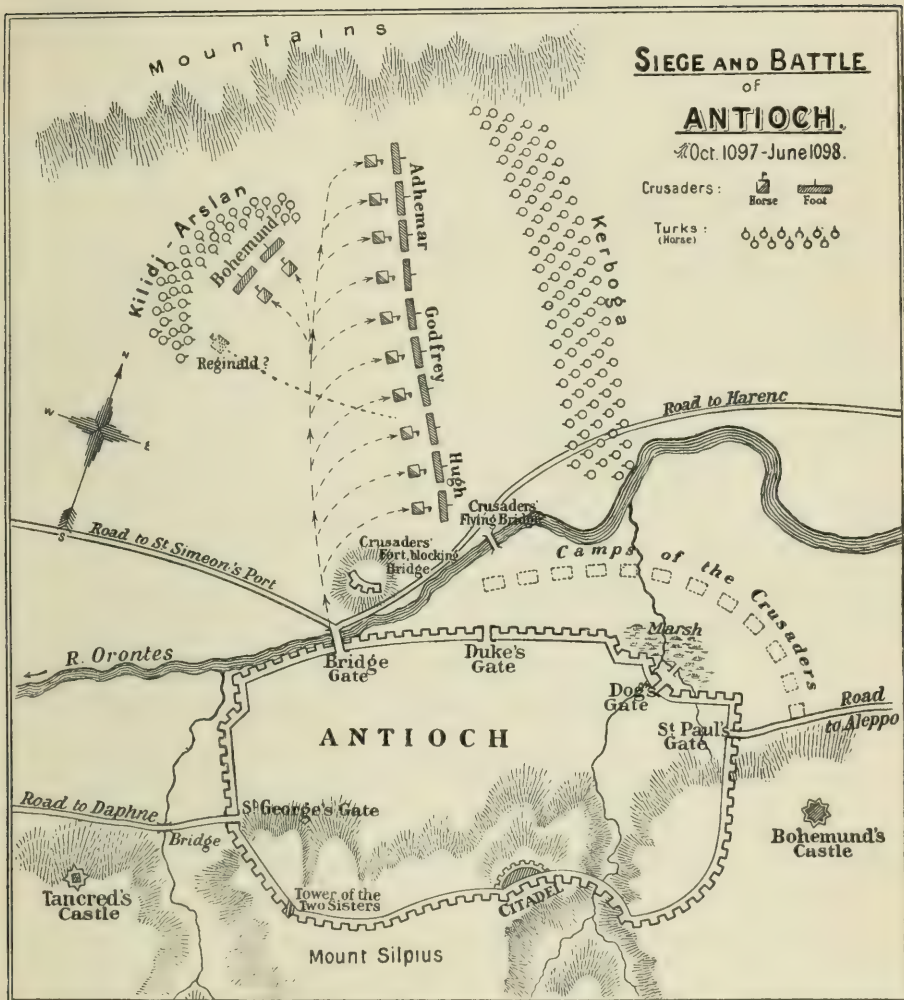 Mountains
SIEGE AND BATTLE
OF
ANTIOCH.
Oct. 1097-June 1098.
Crusaders:
Horse
Foot
Turks:
(Horse)
Kilidj-Arslan
Bohemund
Adhemar
Kerboga
Reginald?
Godfrey
Hugh
N
W
E
S
Road to Harenc
Road to St Simeon's Port
Crusaders'
Flying Bridge
Crusaders'
Fort, blocking
Bridge
Camps of the Crusaders
R. Orontes
Bridge
Gate
Duke's
Gate
Marsh
Dog's
Gate
St Paul's
Gate
Road
to Aleppo
ANTIOCH
Road to Daphne
Bridge
St George's Gate
Bohemund's
Castle
Tancred's
Castle
Tower of the
Two Sisters
CITADEL
Mount Silpius